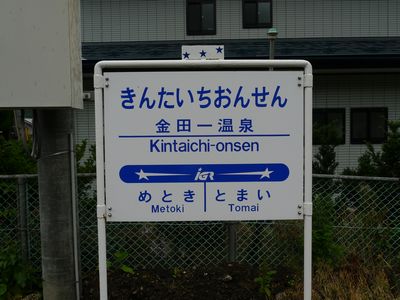 きんたいちおんせん
金田一温泉
Kintaichi-onsen
IGR
めとき とまい
Metoki Tomai